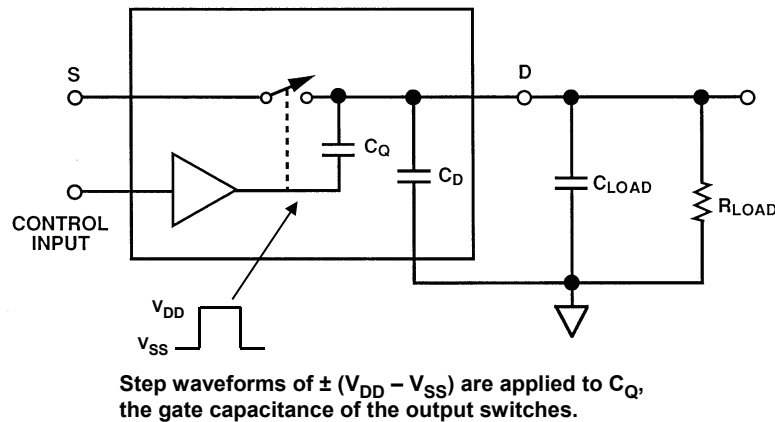 S
D
C_Q
C_D
C_LOAD
R_LOAD
CONTROL
INPUT
V_DD
V_SS
Step waveforms of ± (V_DD – V_SS) are applied to C_Q,
the gate capacitance of the output switches.